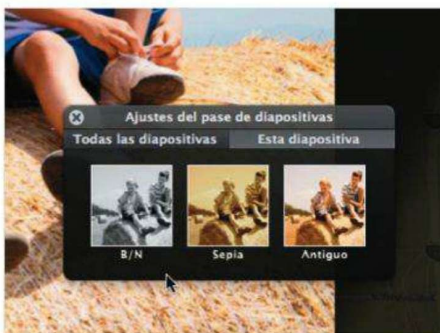 Ajustes del pase de diapositivas
Todas las diapositivas Esta diapositiva
B/N Sepia Antiguo